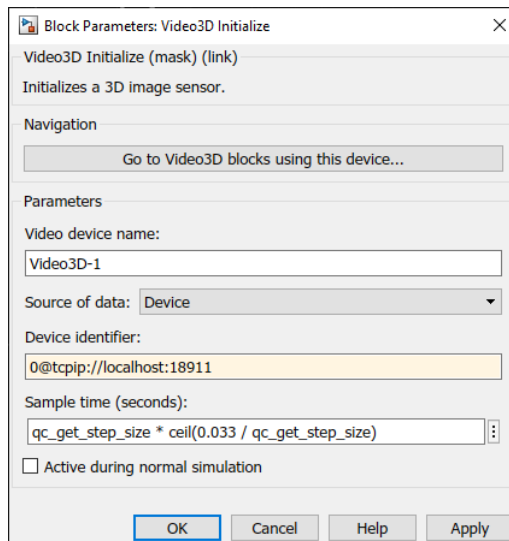 Block Parameters: Video3D Initialize
Video3D Initialize (mask) (link)
Initializes a 3D image sensor.
Navigation
Go to Video3D blocks using this device...
Parameters
Video device name:
Video3D-1
Source of data: Device
Device identifier:
0@tcpip://localhost:18911
Sample time (seconds):
qc_get_step_size * ceil(0.033 / qc_get_step_size)
Active during normal simulation
OK Cancel Help Apply